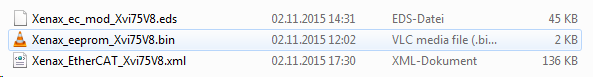 Xenax_ec_mod_Xvi75V8.eds 02.11.2015 14:31 EDS-Datei 45 KB
Xenax_eeprom_Xvi75V8.bin 02.11.2015 12:02 VLC media file (.bi... 2 KB
Xenax_EtherCAT_Xvi75V8.xml 02.11.2015 17:30 XML-Dokument 136 KB